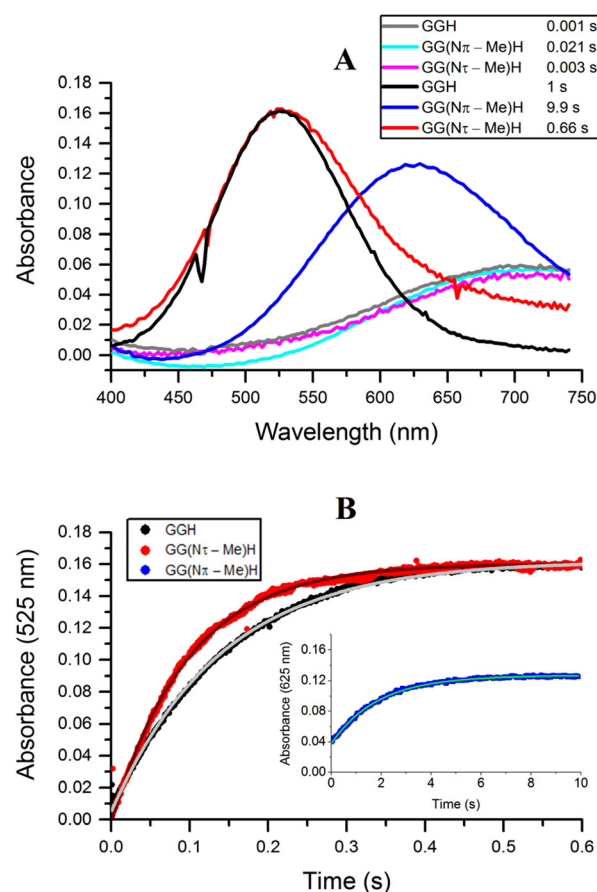 A
GGH 0.001 s
GG(Nπ – Me)H 0.021 s
GG(Nτ – Me)H 0.003 s
GGH 1 s
GG(Nπ – Me)H 9.9 s
GG(Nτ – Me)H 0.66 s
0.18
0.16
0.14
0.12
0.10
0.08
0.06
0.04
0.02
0.00
Absorbance
400 450 500 550 600 650 700 750
Wavelength (nm)
B
GGH
GG(Nτ – Me)H
GG(Nπ – Me)H
0.18
0.16
0.14
0.12
0.10
0.08
0.06
0.04
0.02
0.00
Absorbance (525 nm)
0.16
0.12
0.08
0.04
0.00
Absorbance (625 nm)
0 2 4 6 8 10
Time (s)
0.0 0.1 0.2 0.3 0.4 0.5 0.6
Time (s)